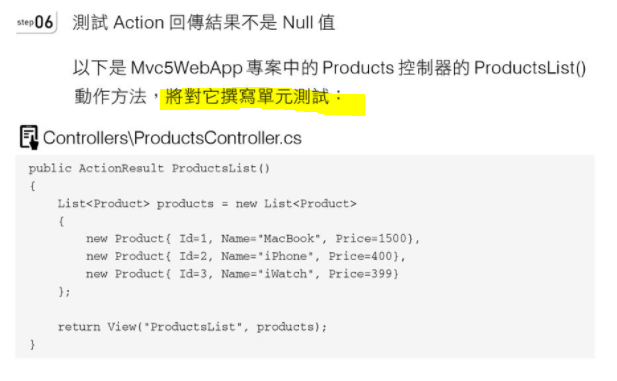 step06 測試 Action 回傳結果不是 Null 值
以下是 Mvc5WebApp 專案中的 Products 控制器的 ProductsList()
動作方法，將對它撰寫單元測試：
Controllers\ProductsController.cs
public ActionResult ProductsList()
{
    List<Product> products = new List<Product>
    {
        new Product{ Id=1, Name="MacBook", Price=1500},
        new Product{ Id=2, Name="iPhone", Price=400},
        new Product{ Id=3, Name="iWatch", Price=399}
    };
    return View("ProductsList", products);
}